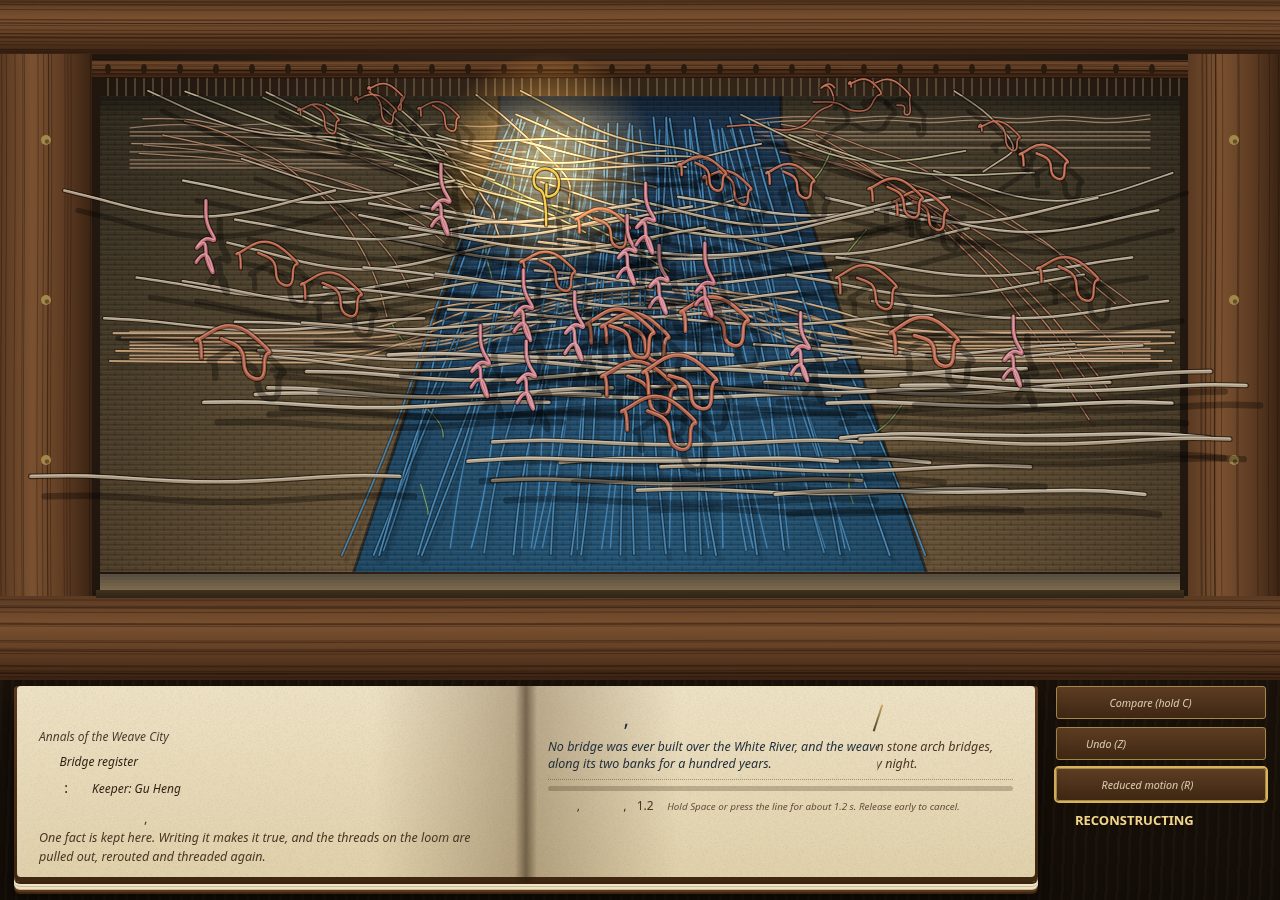 Annals of the Weave City
Bridge register
: Keeper: Gu Heng
,
One fact is kept here. Writing it makes it true, and the threads on the loom are
pulled out, rerouted and threaded again.
,
No bridge was ever built over the White River, and the weavers stone arch bridges,
along its two banks for a hundred years. y night.
, , 1.2 Hold Space or press the line for about 1.2 s. Release early to cancel.
Compare (hold C)
Undo (Z)
Reduced motion (R)
RECONSTRUCTING